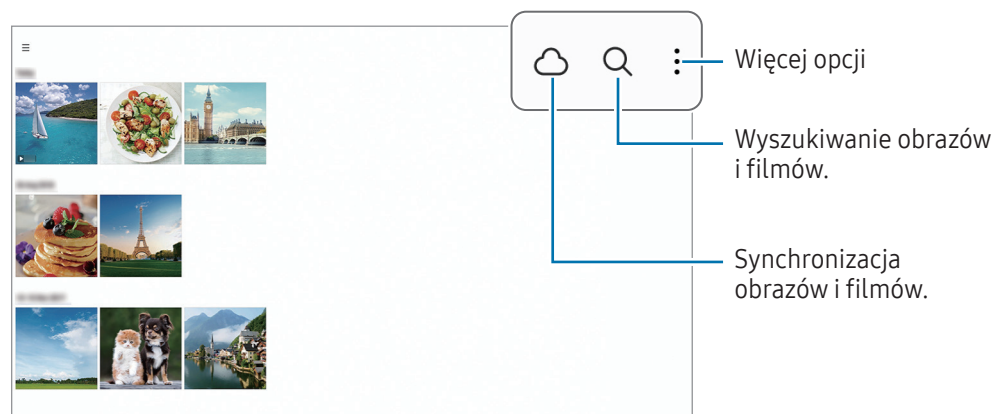 Więcej opcji
Wyszukiwanie obrazów
i filmów.
Synchronizacja
obrazów i filmów.